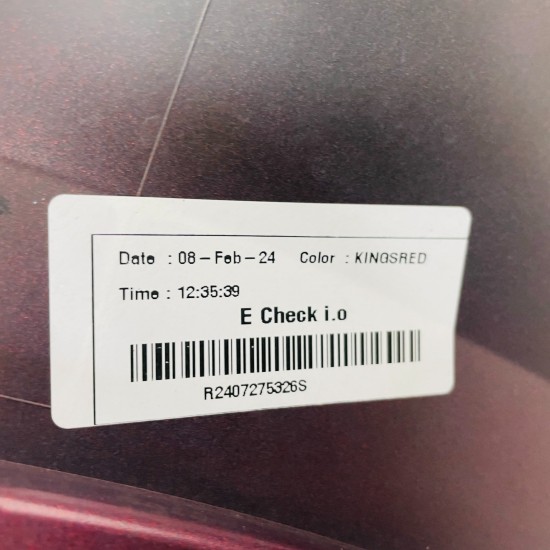 Date : 08-Feb-24 Color : KINGSRED
Time : 12:35:39
E Check i.o
R2407275326S